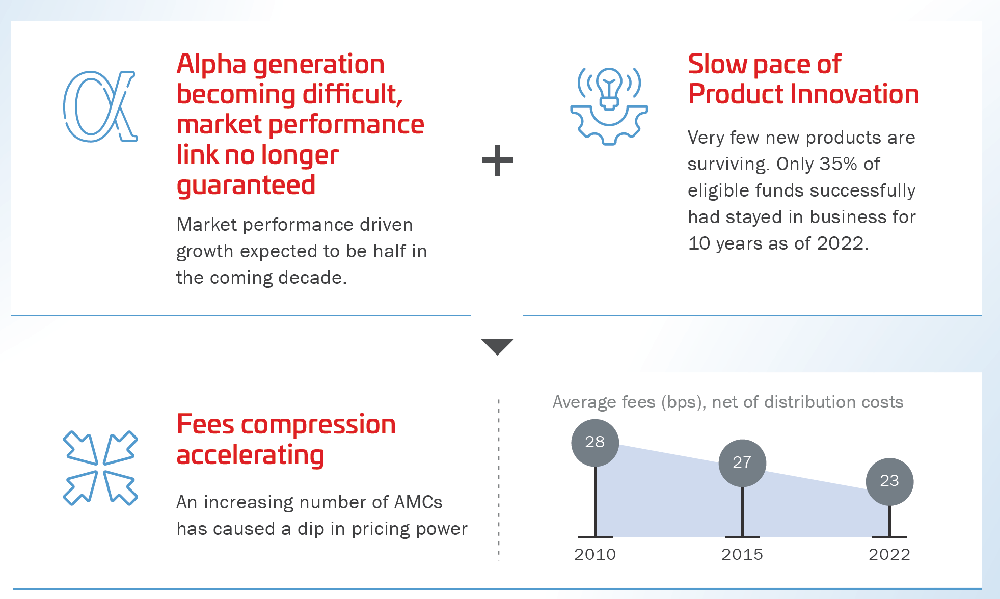 Alpha generation
becoming difficult,
market performance
link no longer
guaranteed
Market performance driven
growth expected to be half in
the coming decade.
Slow pace of
Product Innovation
Very few new products are
surviving. Only 35% of
eligible funds successfully
had stayed in business for
10 years as of 2022.
Fees compression
accelerating
An increasing number of AMCs
has caused a dip in pricing power
Average fees (bps), net of distribution costs
28
27
23
2010
2015
2022